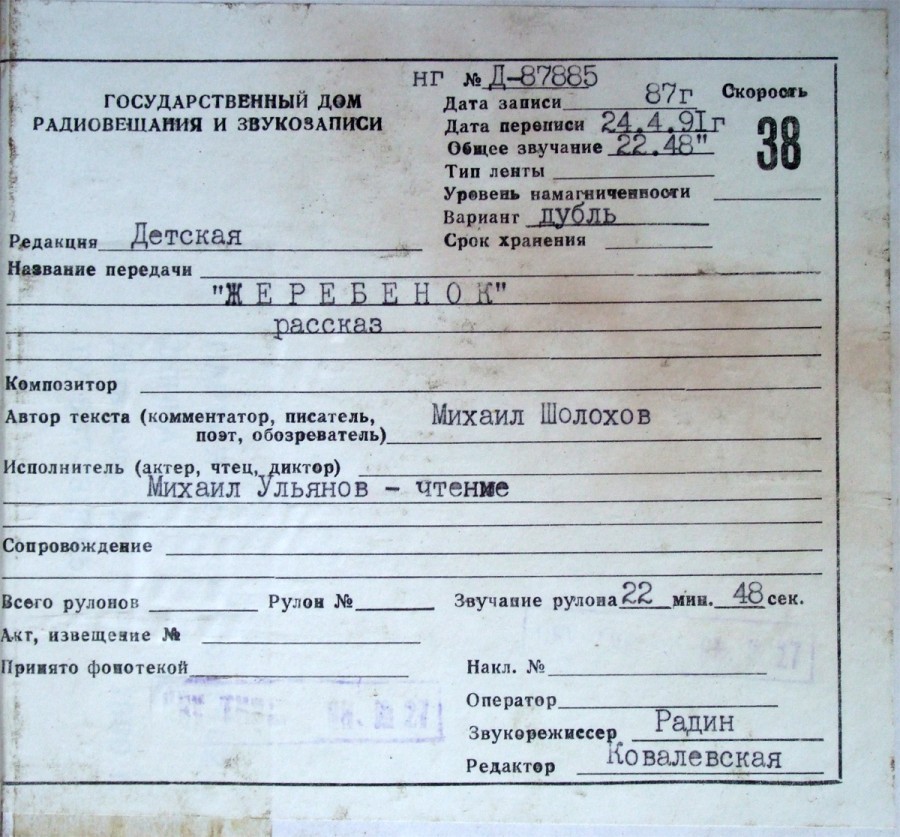 нг № Д-87885
ГОСУДАРСТВЕННЫЙ ДОМ
РАДИОВЕЩАНИЯ И ЗВУКОЗАПИСИ
Дата записи 87г
Дата переписи 24.4.91г
Общее звучание 22.48"
Тип ленты
Уровень намагниченности
Вариант дубль
Срок хранения
Скорость
38
Редакция Детская
Название передачи
"Ж Е Р Е Б Е Н О К"
рассказ
Композитор
Автор текста (комментатор, писатель, Михаил Шолохов
поэт, обозреватель)
Исполнитель (актер, чтец, диктор)
Михаил Ульянов - чтение
Сопровождение
Всего рулонов Рулон № Звучание рулона 22 мин. 48 сек.
Акт, извещение №
Принято фонотекой Накл. №
Оператор
Звукорежиссер Радин
Редактор Ковалевская